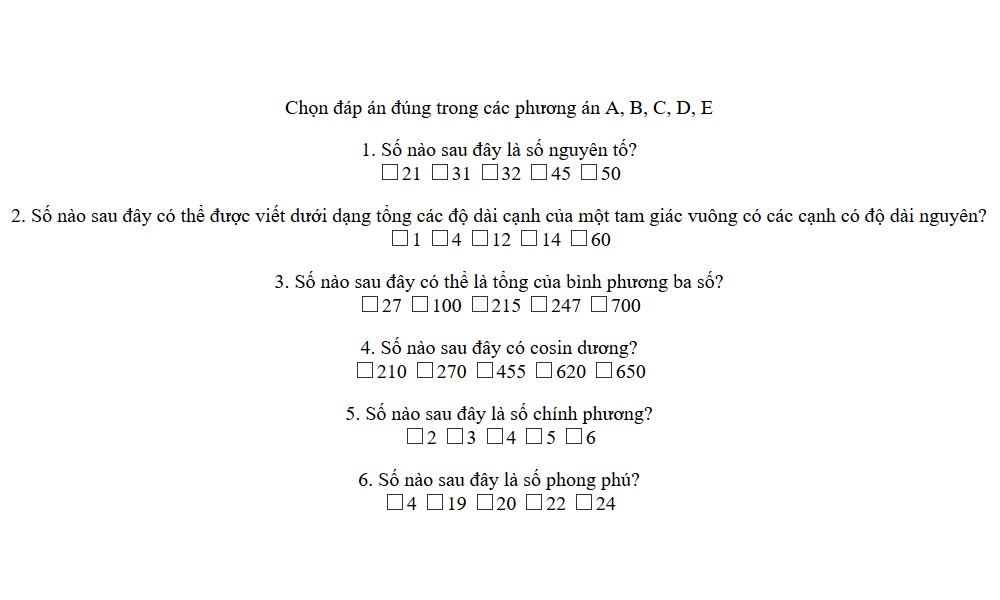 Chọn đáp án đúng trong các phương án A, B, C, D, E
1. Số nào sau đây là số nguyên tố?
☐21 ☐31 ☐32 ☐45 ☐50
2. Số nào sau đây có thể được viết dưới dạng tổng các độ dài cạnh của một tam giác vuông có các cạnh có độ dài nguyên?
☐1 ☐4 ☐12 ☐14 ☐60
3. Số nào sau đây có thể là tổng của bình phương ba số?
☐27 ☐100 ☐215 ☐247 ☐700
4. Số nào sau đây có cosin dương?
☐210 ☐270 ☐455 ☐620 ☐650
5. Số nào sau đây là số chính phương?
☐2 ☐3 ☐4 ☐5 ☐6
6. Số nào sau đây là số phong phú?
☐4 ☐19 ☐20 ☐22 ☐24